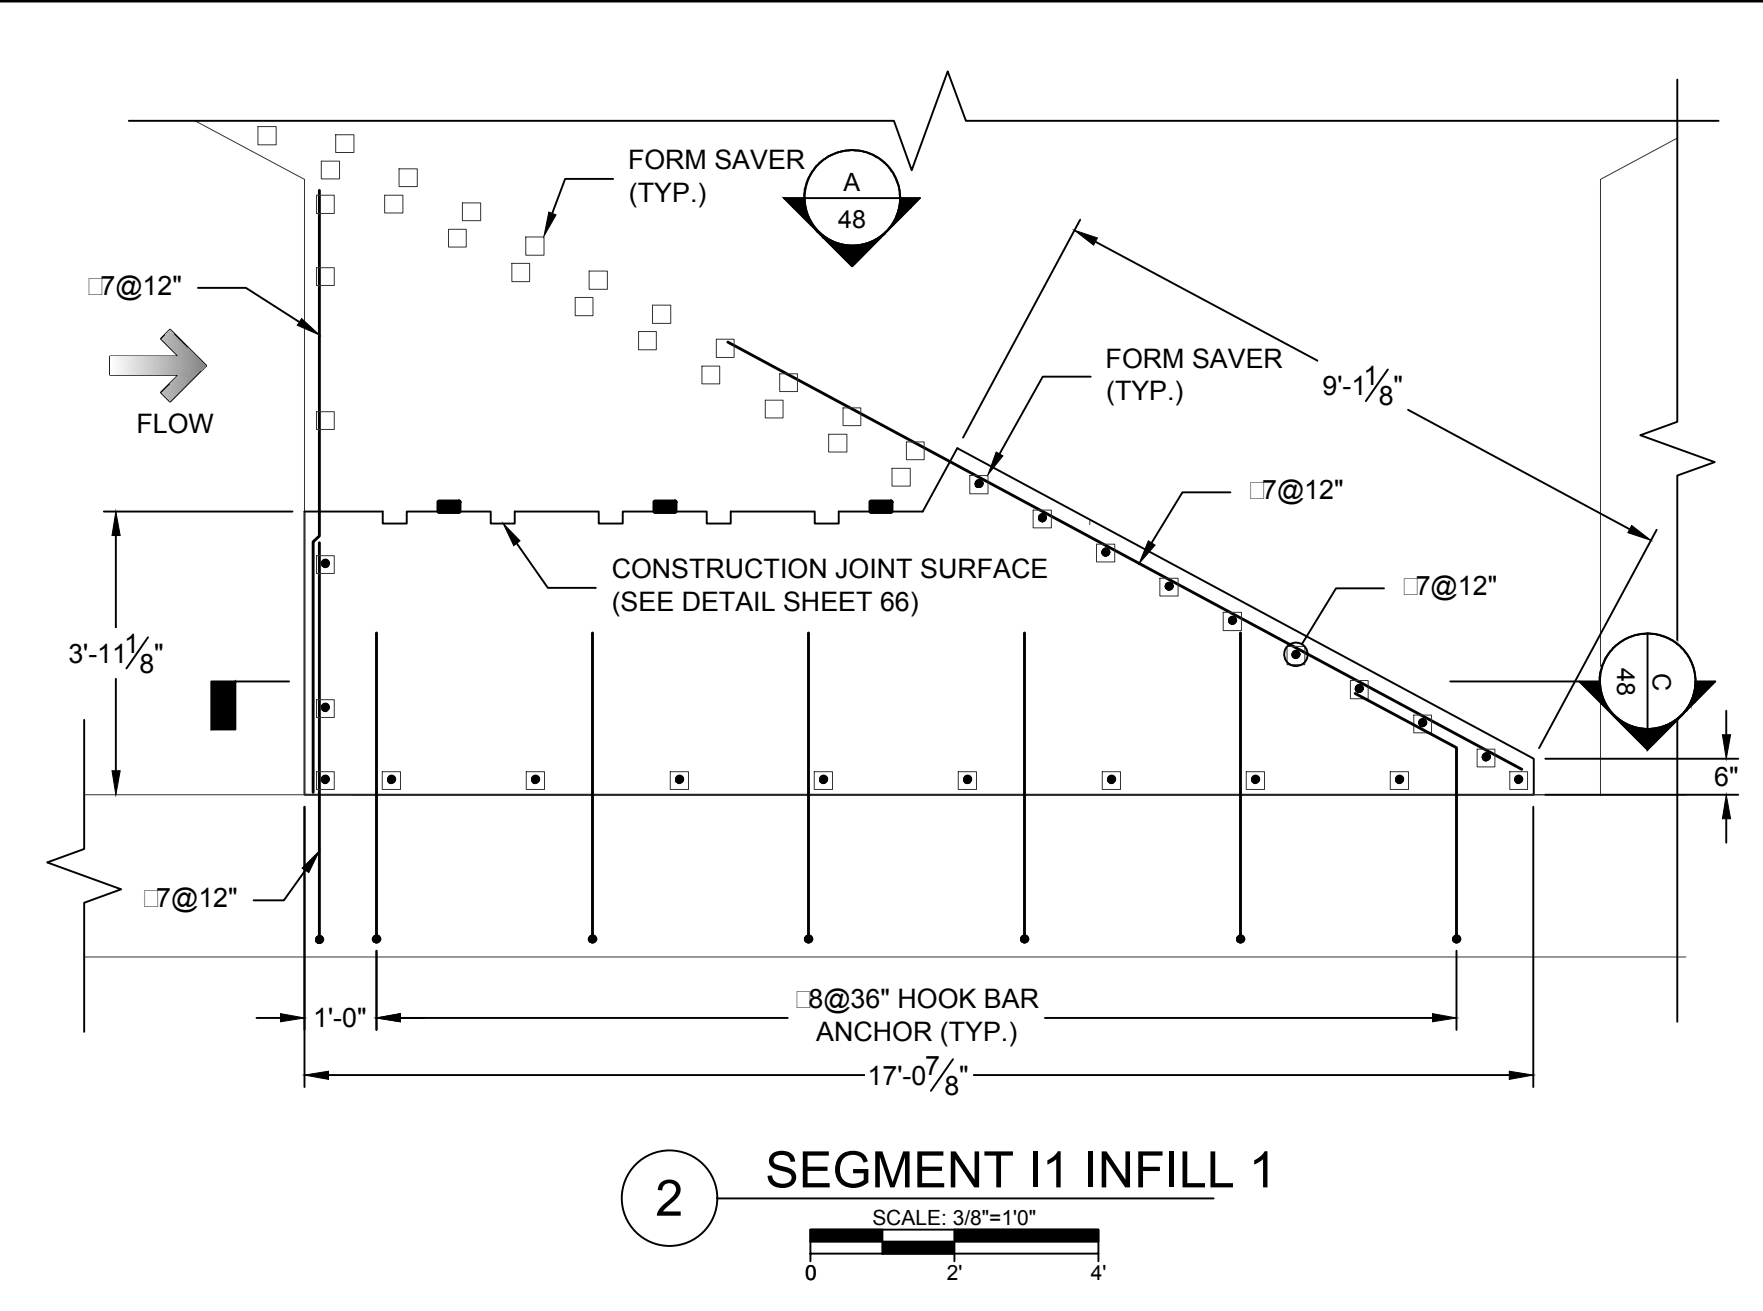 FORM SAVER
(TYP.)
A
48
□7@12"
FORM SAVER
(TYP.)
9'-1⅛"
FLOW
□7@12"
CONSTRUCTION JOINT SURFACE
(SEE DETAIL SHEET 66)
□7@12"
3'-11⅛"
C
48
6"
□7@12"
□8@36" HOOK BAR
ANCHOR (TYP.)
1'-0"
17'-0⅞"
2
SEGMENT I1 INFILL 1
SCALE: 3/8"=1'0"
0 2' 4'